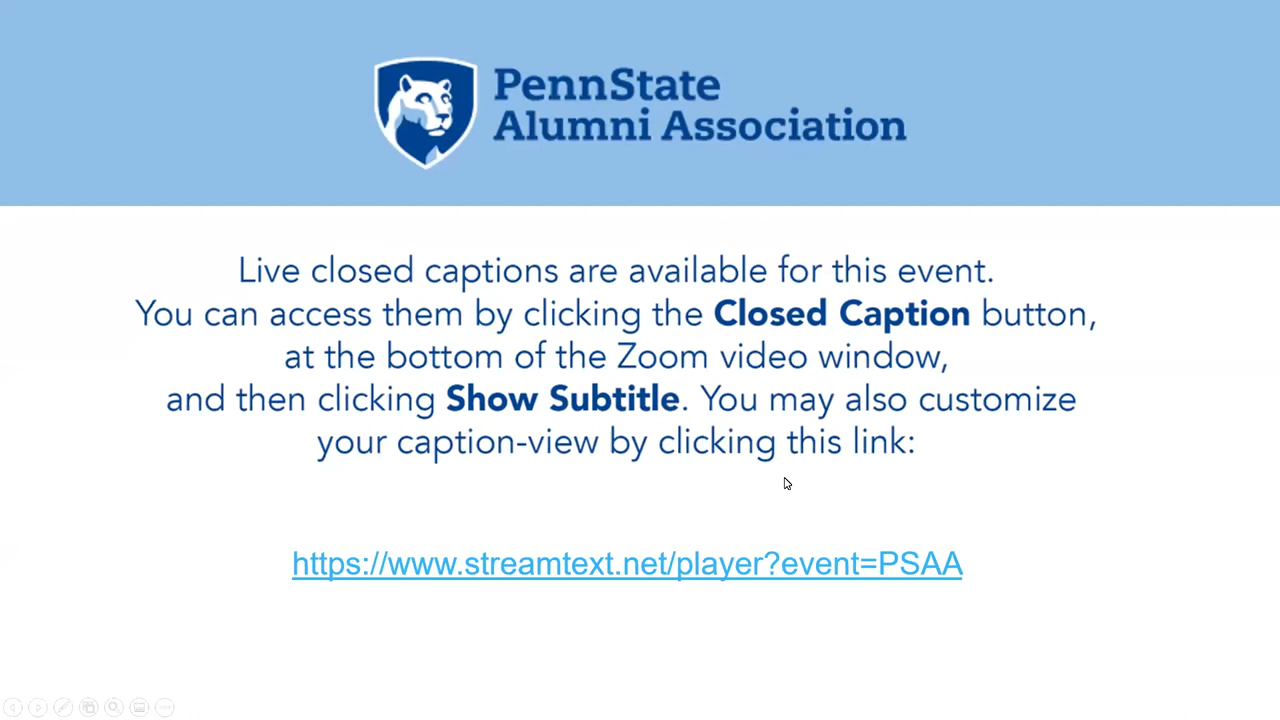 PennState
Alumni Association
Live closed captions are available for this event.
You can access them by clicking the Closed Caption button,
at the bottom of the Zoom video window,
and then clicking Show Subtitle. You may also customize
your caption-view by clicking this link:
https://www.streamtext.net/player?event=PSAA